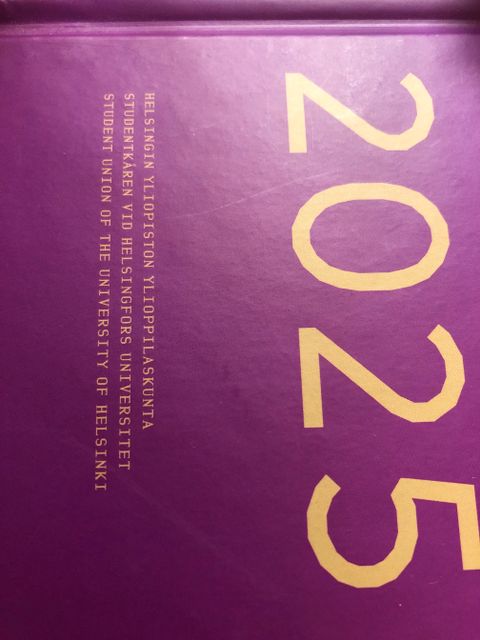 2025
HELSINGIN YLIOPISTON YLIOPPILASKUNTA
STUDENTKÅREN VID HELSINGFORS UNIVERSITET
STUDENT UNION OF THE UNIVERSITY OF HELSINKI